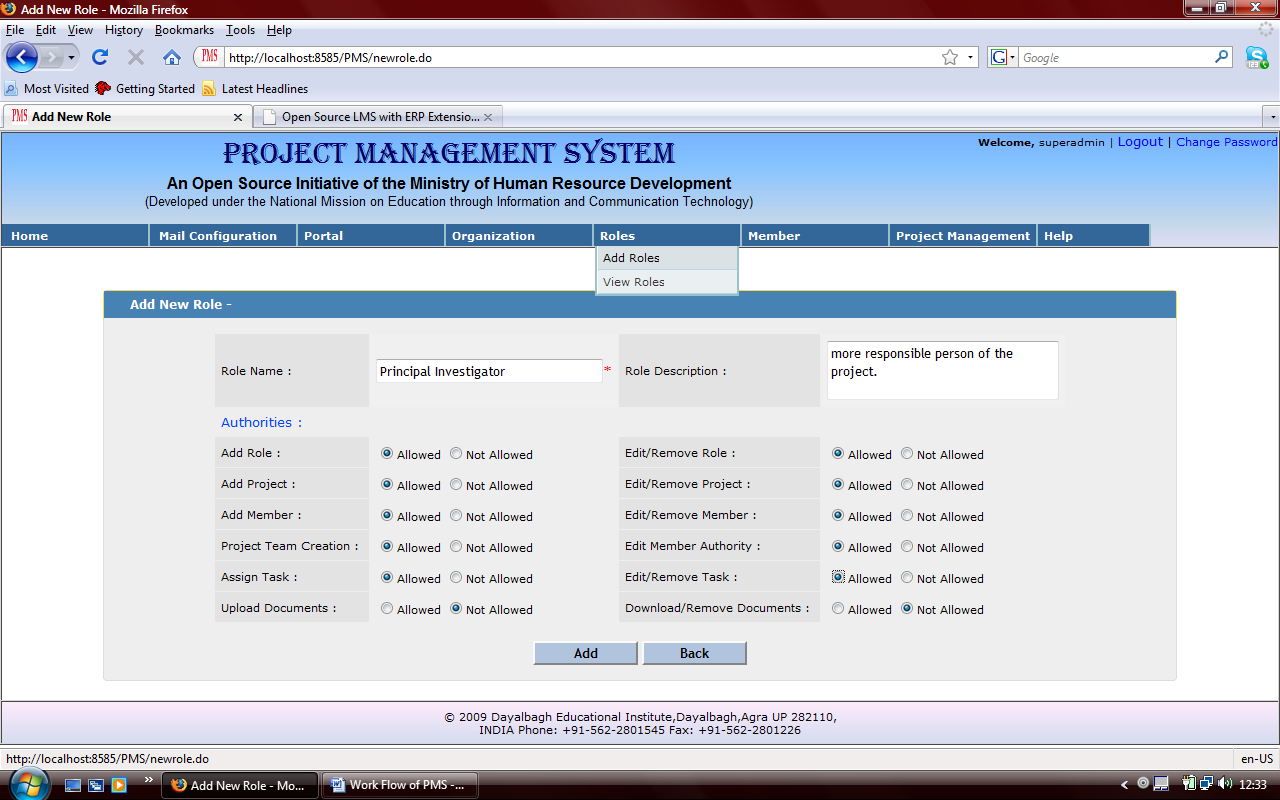 Add New Role - Mozilla Firefox
File Edit View History Bookmarks Tools Help
PMS http://localhost:8585/PMS/newrole.do G Google
Most Visited Getting Started Latest Headlines
PMS Add New Role Open Source LMS with ERP Extensio...
PROJECT MANAGEMENT SYSTEM
Welcome, superadmin | Logout | Change Password
An Open Source Initiative of the Ministry of Human Resource Development
(Developed under the National Mission on Education through Information and Communication Technology)
Home Mail Configuration Portal Organization Roles Member Project Management Help
Add Roles
View Roles
Add New Role -
Role Name : Principal Investigator * Role Description : more responsible person of the
project.
Authorities :
Add Role : Allowed Not Allowed Edit/Remove Role : Allowed Not Allowed
Add Project : Allowed Not Allowed Edit/Remove Project : Allowed Not Allowed
Add Member : Allowed Not Allowed Edit/Remove Member : Allowed Not Allowed
Project Team Creation : Allowed Not Allowed Edit Member Authority : Allowed Not Allowed
Assign Task : Allowed Not Allowed Edit/Remove Task : Allowed Not Allowed
Upload Documents : Allowed Not Allowed Download/Remove Documents : Allowed Not Allowed
Add Back
© 2009 Dayalbagh Educational Institute,Dayalbagh,Agra UP 282110,
INDIA Phone: +91-562-2801545 Fax: +91-562-2801226
http://localhost:8585/PMS/newrole.do en-US
Add New Role - Mo... Work Flow of PMS -... 12:33